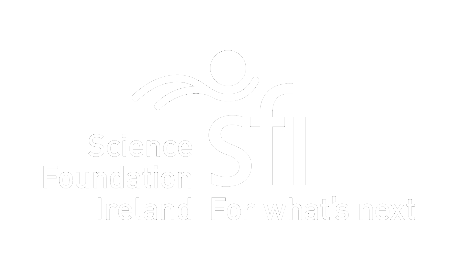 sfi
Science
Foundation
Ireland For what's next